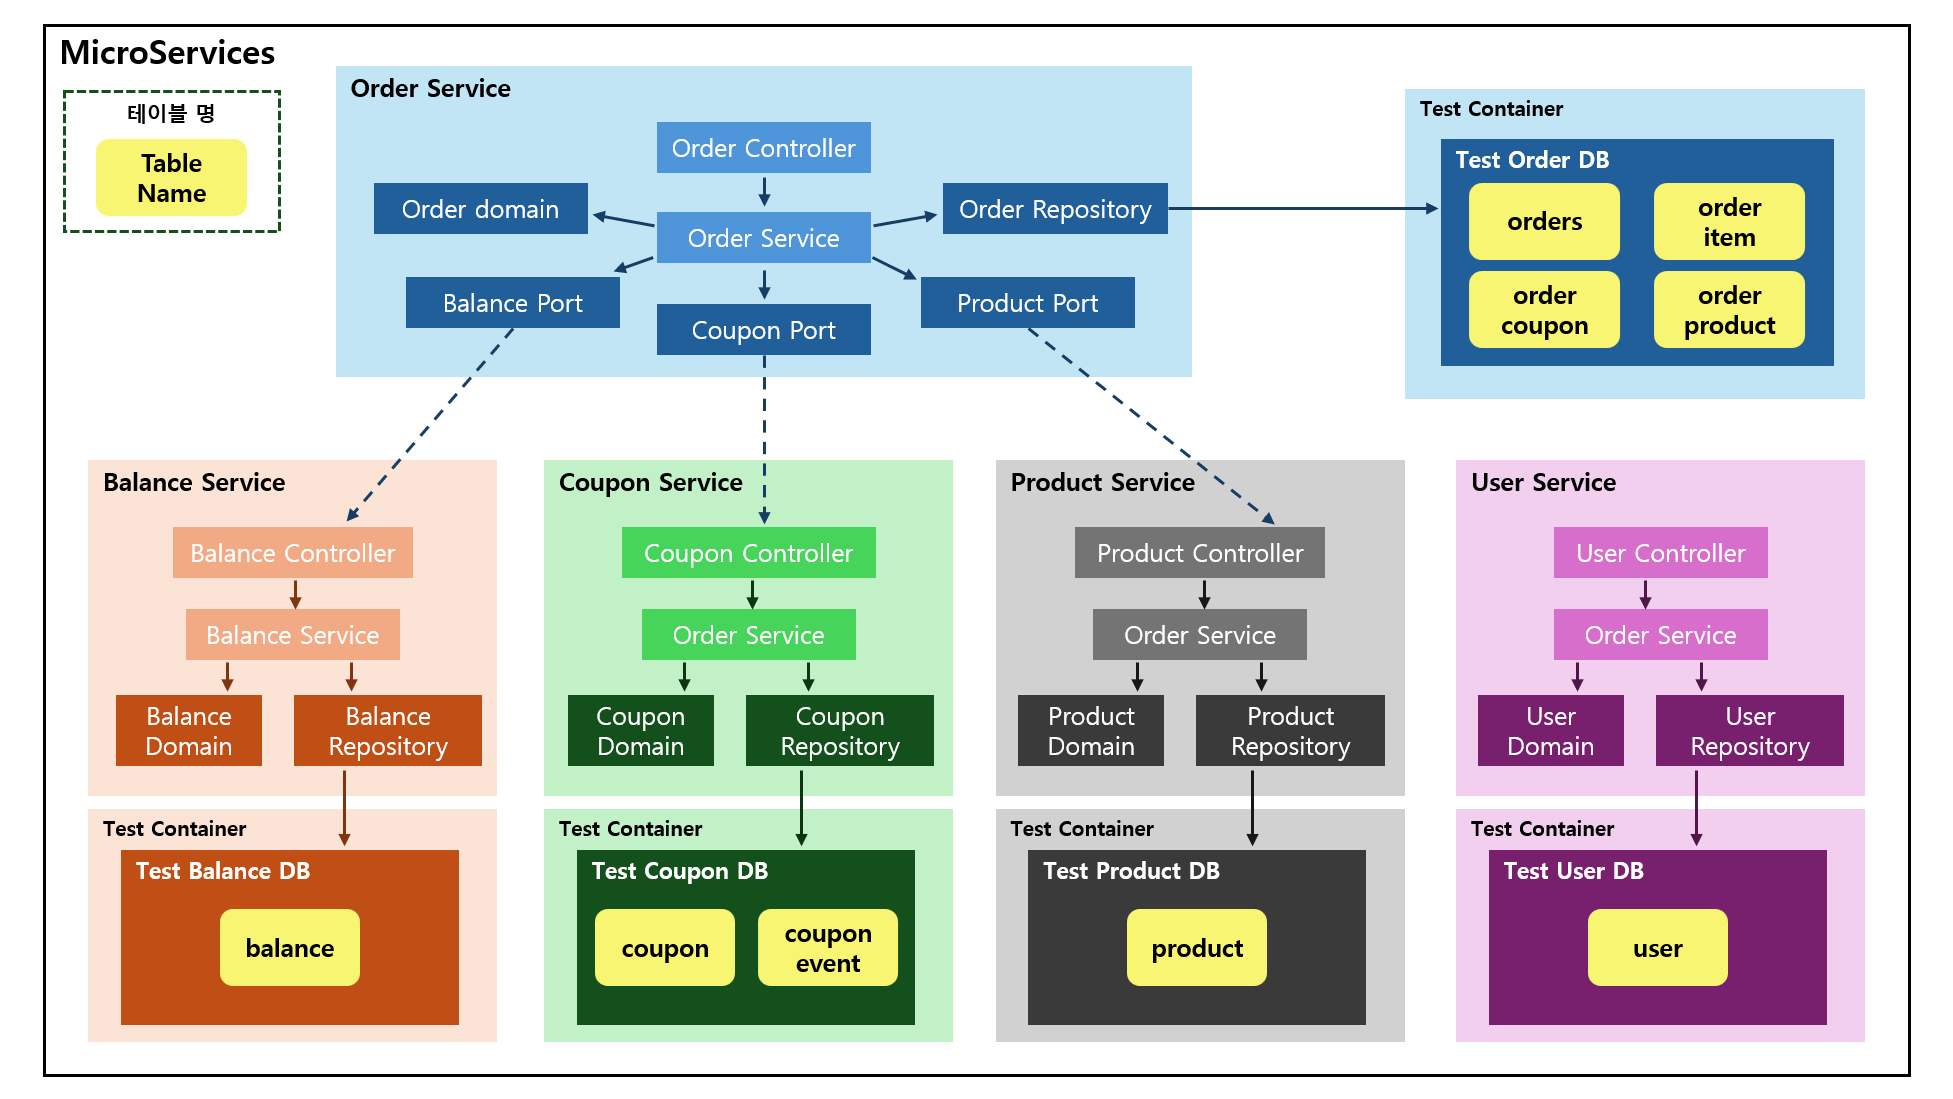 MicroServices
테이블 명
Table
Name
Order Service
Order Controller
Order domain
Order Service
Order Repository
Balance Port
Coupon Port
Product Port
Test Container
Test Order DB
orders
order
item
order
coupon
order
product
Balance Service
Balance Controller
Balance Service
Balance
Domain
Balance
Repository
Test Container
Test Balance DB
balance
Coupon Service
Coupon Controller
Order Service
Coupon
Domain
Coupon
Repository
Test Container
Test Coupon DB
coupon
coupon
event
Product Service
Product Controller
Order Service
Product
Domain
Product
Repository
Test Container
Test Product DB
product
User Service
User Controller
Order Service
User
Domain
User
Repository
Test Container
Test User DB
user